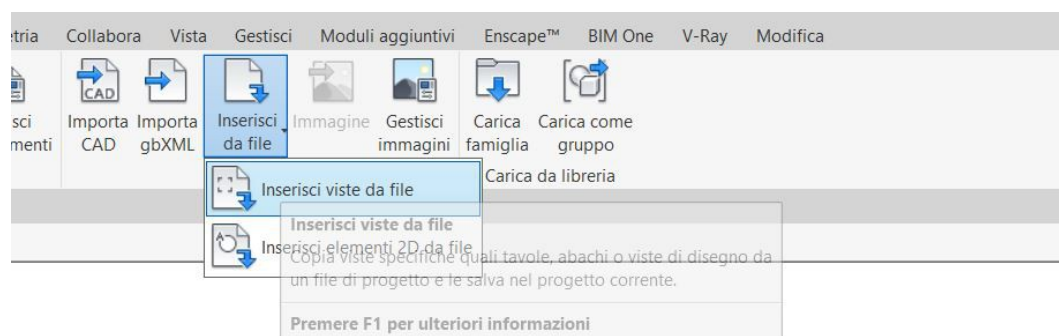 etria Collabora Vista Gestisci Moduli aggiuntivi Enscape™ BIM One V-Ray Modifica
CAD
sci Importa Importa Inserisci Immagine Gestisci Carica Carica come
menti CAD gbXML da file immagini famiglia gruppo
Carica da libreria
Inserisci viste da file
Inserisci viste da file
Inserisci elementi 2D da file
Copia viste specifiche quali tavole, abachi o viste di disegno da
un file di progetto e le salva nel progetto corrente.
Premere F1 per ulteriori informazioni